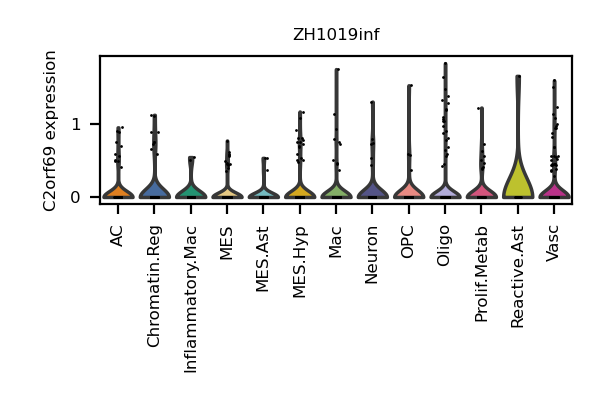 ZH1019inf
C2orf69 expression
1
0
AC
Chromatin.Reg
Inflammatory.Mac
MES
MES.Ast
MES.Hyp
Mac
Neuron
OPC
Oligo
Prolif.Metab
Reactive.Ast
Vasc